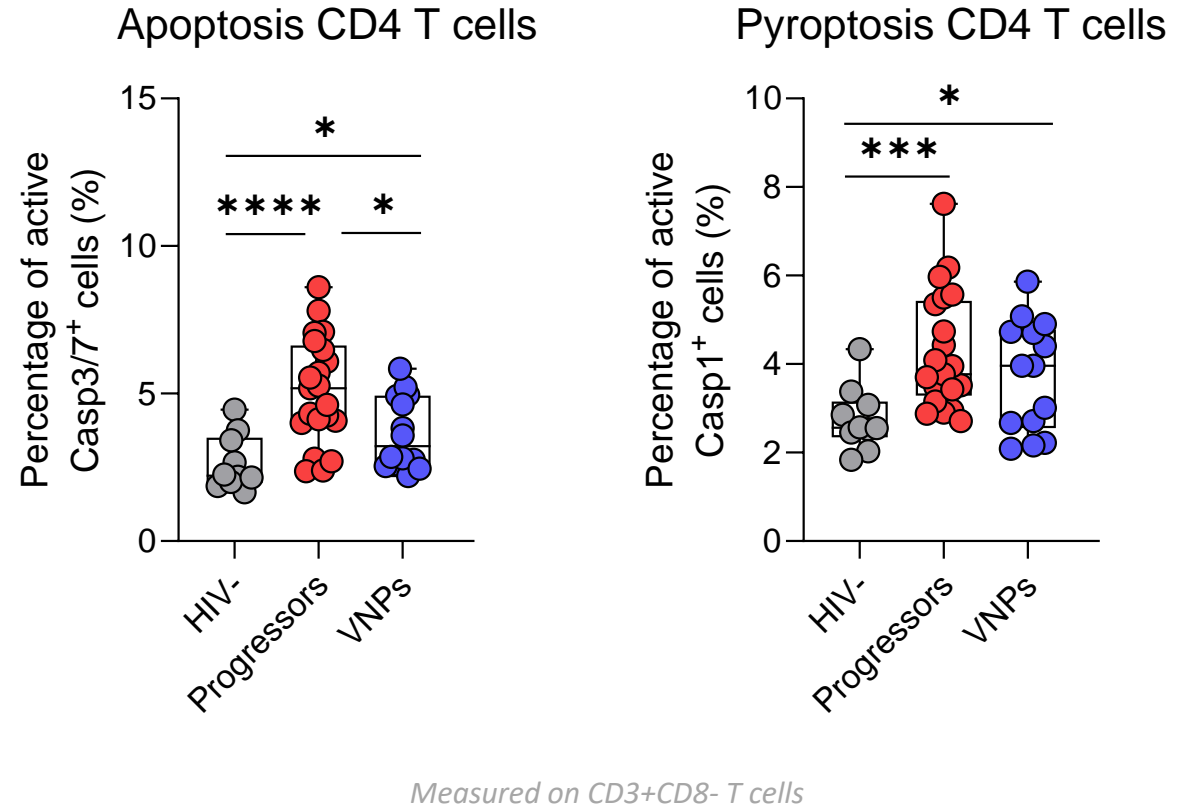 Apoptosis CD4 T cells
Percentage of active
Casp3/7+ cells (%)
15
10
5
0
*
****
*
HIV-
Progressors
VNPs
Pyroptosis CD4 T cells
Percentage of active
Casp1+ cells (%)
10
8
6
4
2
0
*
***
HIV-
Progressors
VNPs
Measured on CD3+CD8- T cells